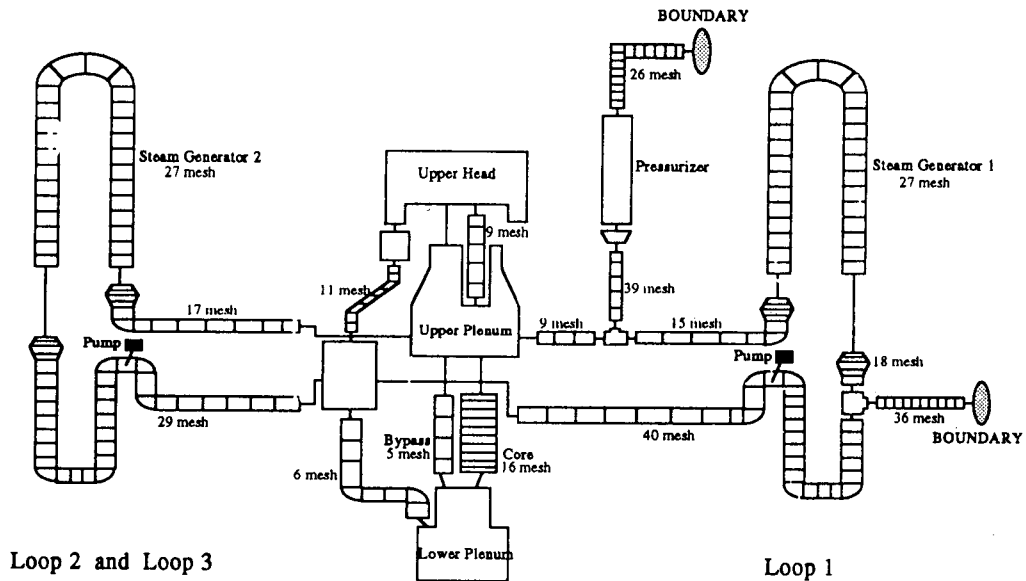 BOUNDARY
26 mesh
Steam Generator 2
27 mesh
Upper Head
Pressurizer
Steam Generator 1
27 mesh
9 mesh
11 mesh
39 mesh
17 mesh
Upper Plenum
9 mesh
15 mesh
Pump
Pump
18 mesh
29 mesh
40 mesh
36 mesh
BOUNDARY
Bypass
5 mesh
Core
16 mesh
6 mesh
Lower Plenum
Loop 2 and Loop 3
Loop 1